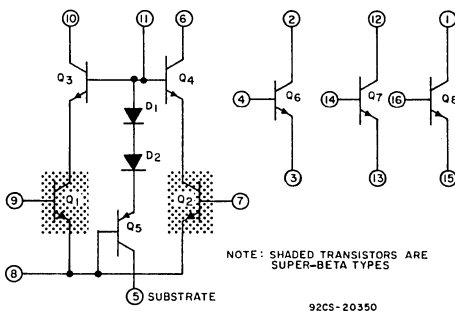 10 11 6 2 12 1
Q3 Q4
D1
Q6 Q7 Q8
4 14 16
D2
3 13 15
9 Q1 Q2 7
Q5
8
NOTE: SHADED TRANSISTORS ARE
SUPER-BETA TYPES
5 SUBSTRATE
92CS-20350